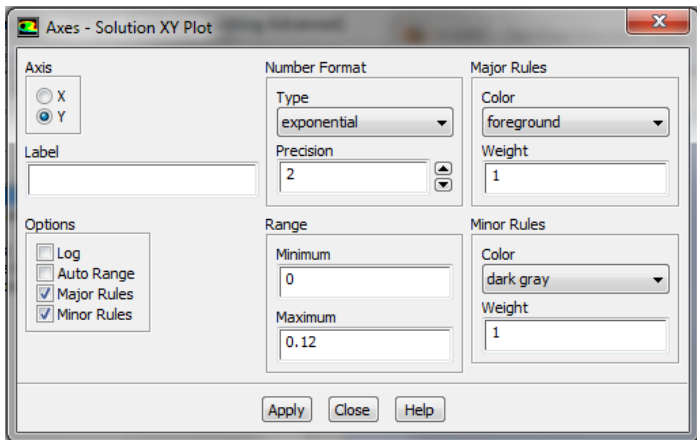 Axes - Solution XY Plot
Axis
X
Y
Label
Options
Log
Auto Range
Major Rules
Minor Rules
Number Format
Type
exponential
Precision
2
Range
Minimum
0
Maximum
0.12
Major Rules
Color
foreground
Weight
1
Minor Rules
Color
dark gray
Weight
1
Apply Close Help